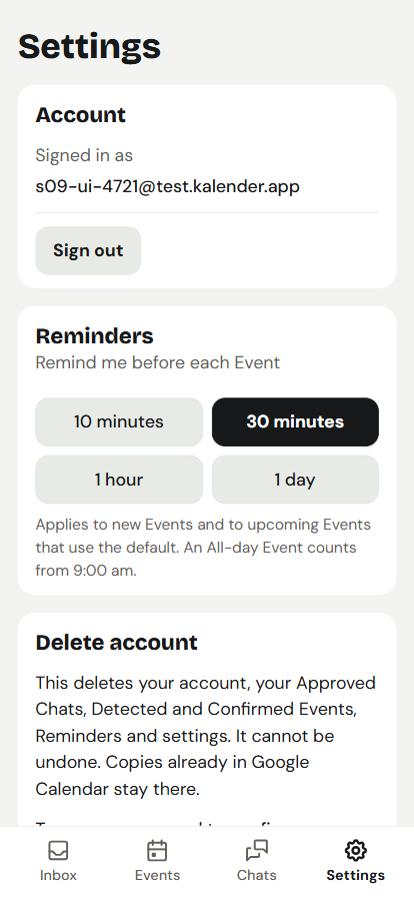 Settings
Account
Signed in as
s09-ui-4721@test.kalender.app
Sign out
Reminders
Remind me before each Event
10 minutes
30 minutes
1 hour
1 day
Applies to new Events and to upcoming Events
that use the default. An All-day Event counts
from 9:00 am.
Delete account
This deletes your account, your Approved
Chats, Detected and Confirmed Events,
Reminders and settings. It cannot be
undone. Copies already in Google
Calendar stay there.
Inbox
Events
Chats
Settings